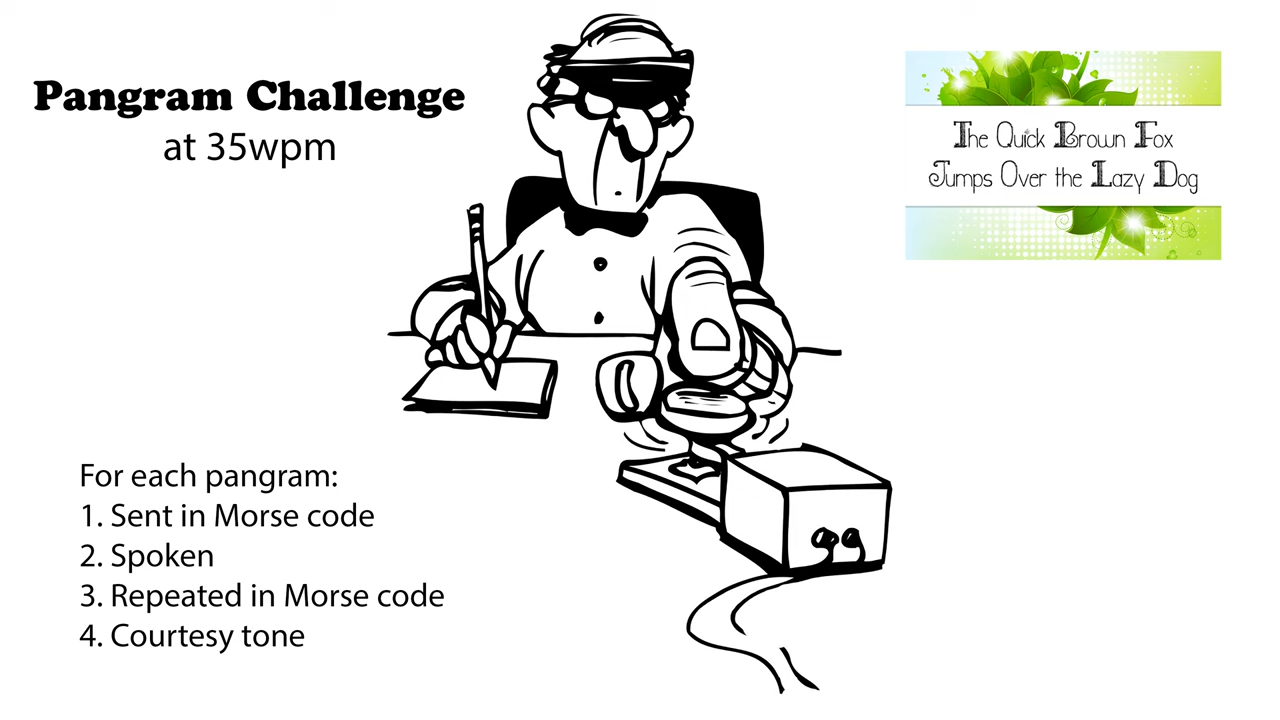 Pangram Challenge
at 35wpm
The Quick Brown Fox
Jumps Over the Lazy Dog
For each pangram:
1. Sent in Morse code
2. Spoken
3. Repeated in Morse code
4. Courtesy tone